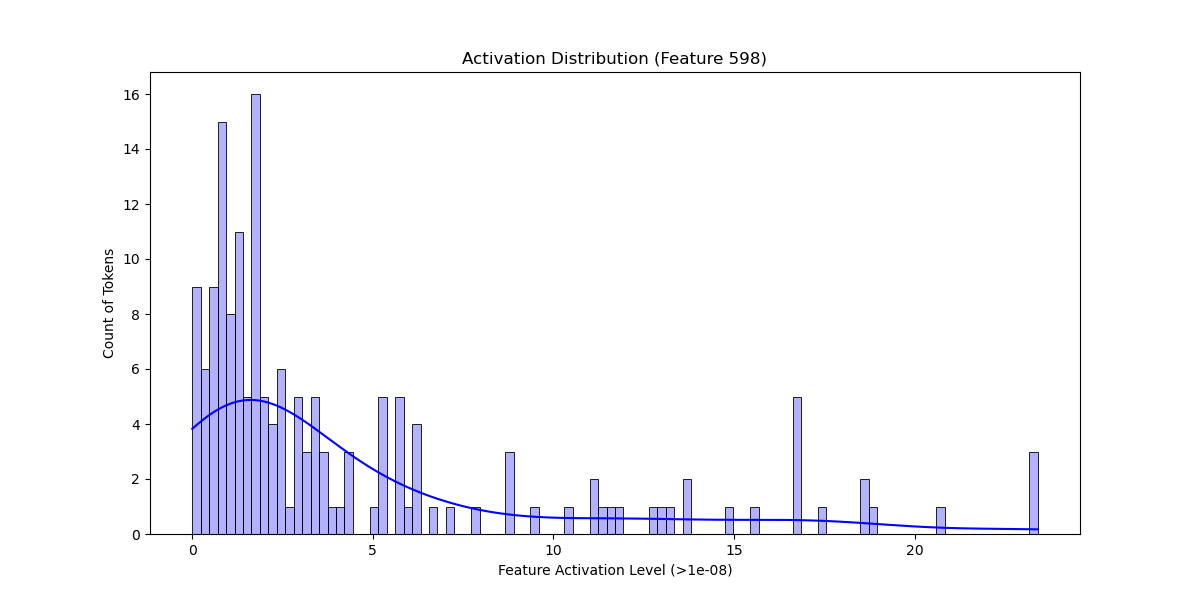 Activation Distribution (Feature 598)
16
14
12
10
8
6
4
2
0
Count of Tokens
0 5 10 15 20
Feature Activation Level (>1e-08)